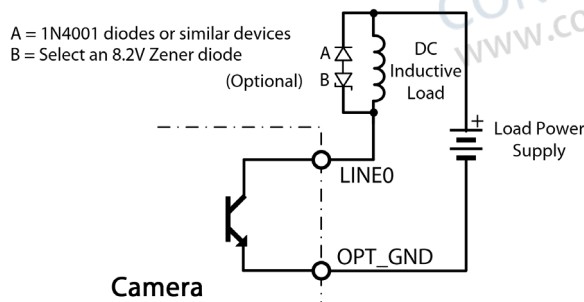 A = 1N4001 diodes or similar devices
B = Select an 8.2V Zener diode
(Optional)
A
B
DC
Inductive
Load
+
Load Power
Supply
LINE0
OPT_GND
Camera